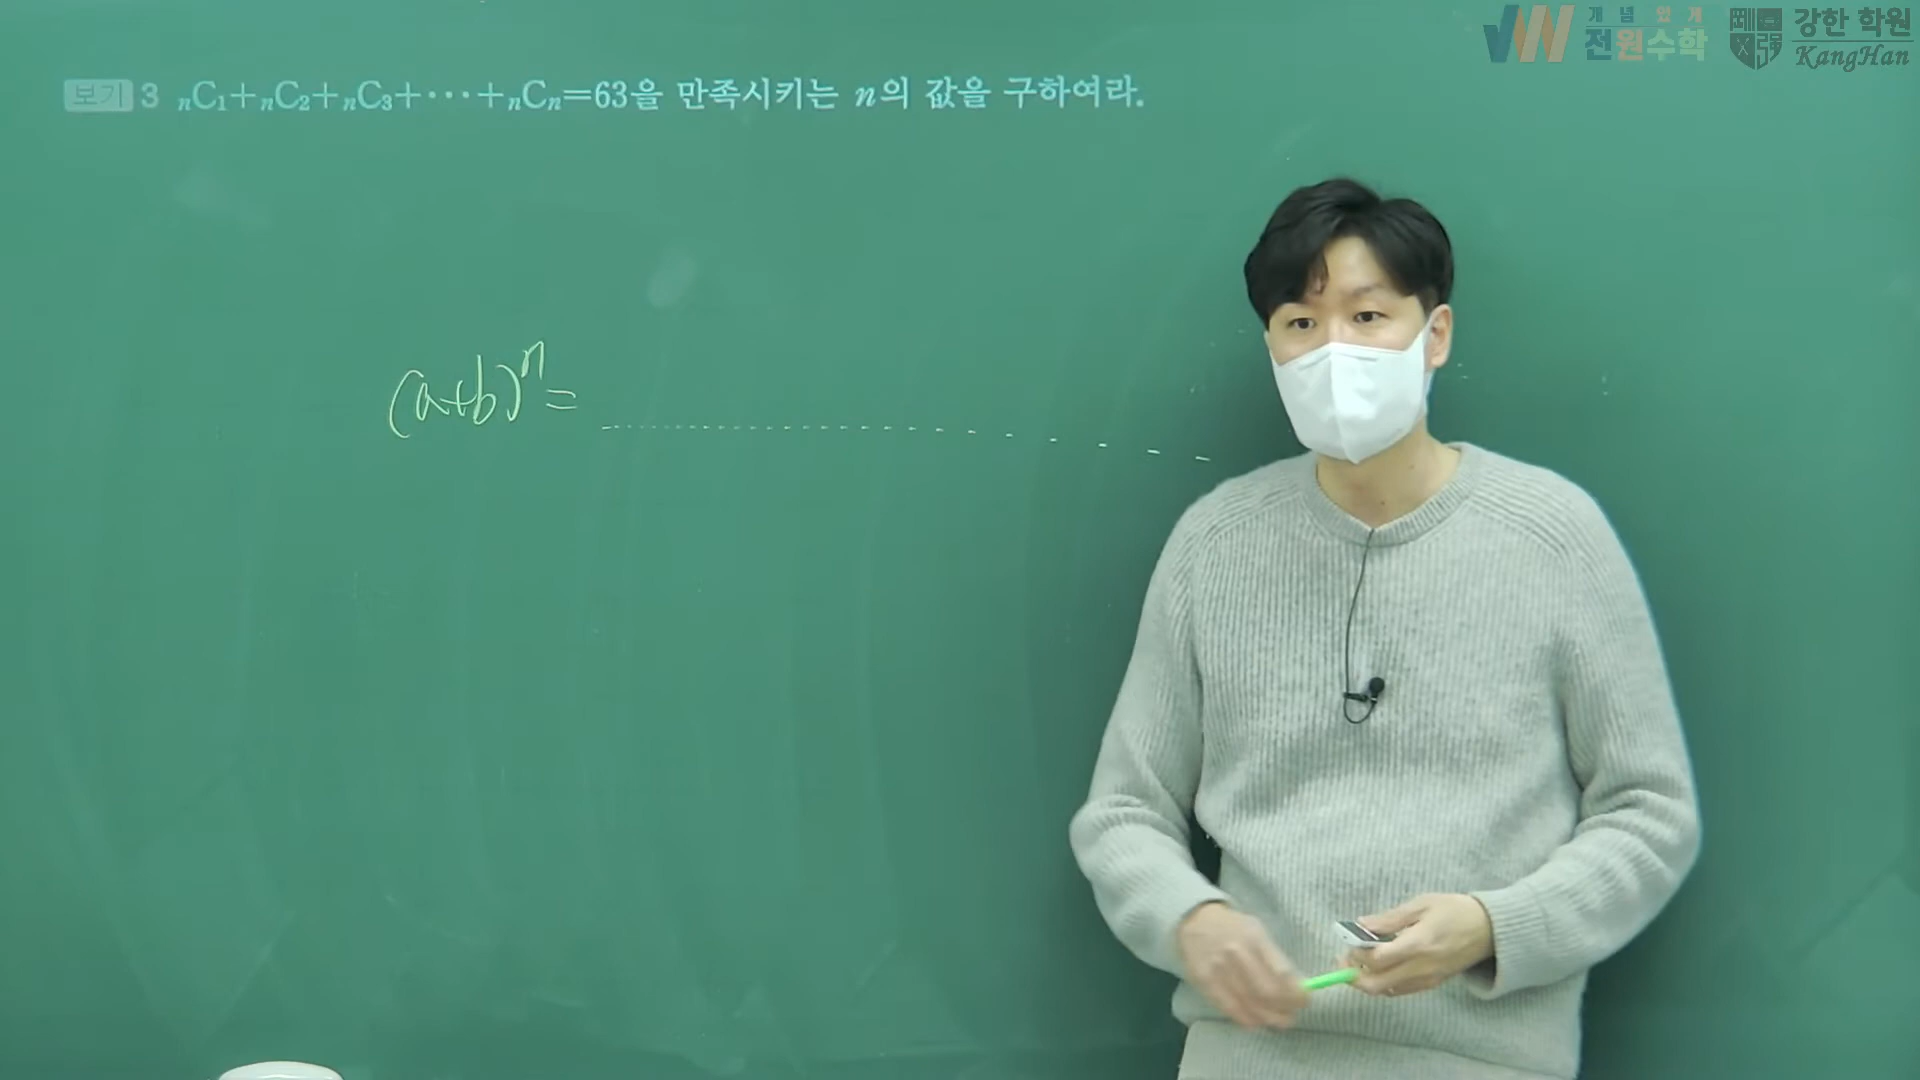 개념있게
전원수학
강한 학원
KangHan
보기 3 ₙC₁+ₙC₂+ₙC₃+⋯+ₙCₙ=63을 만족시키는 n의 값을 구하여라.
(a+b)ⁿ=